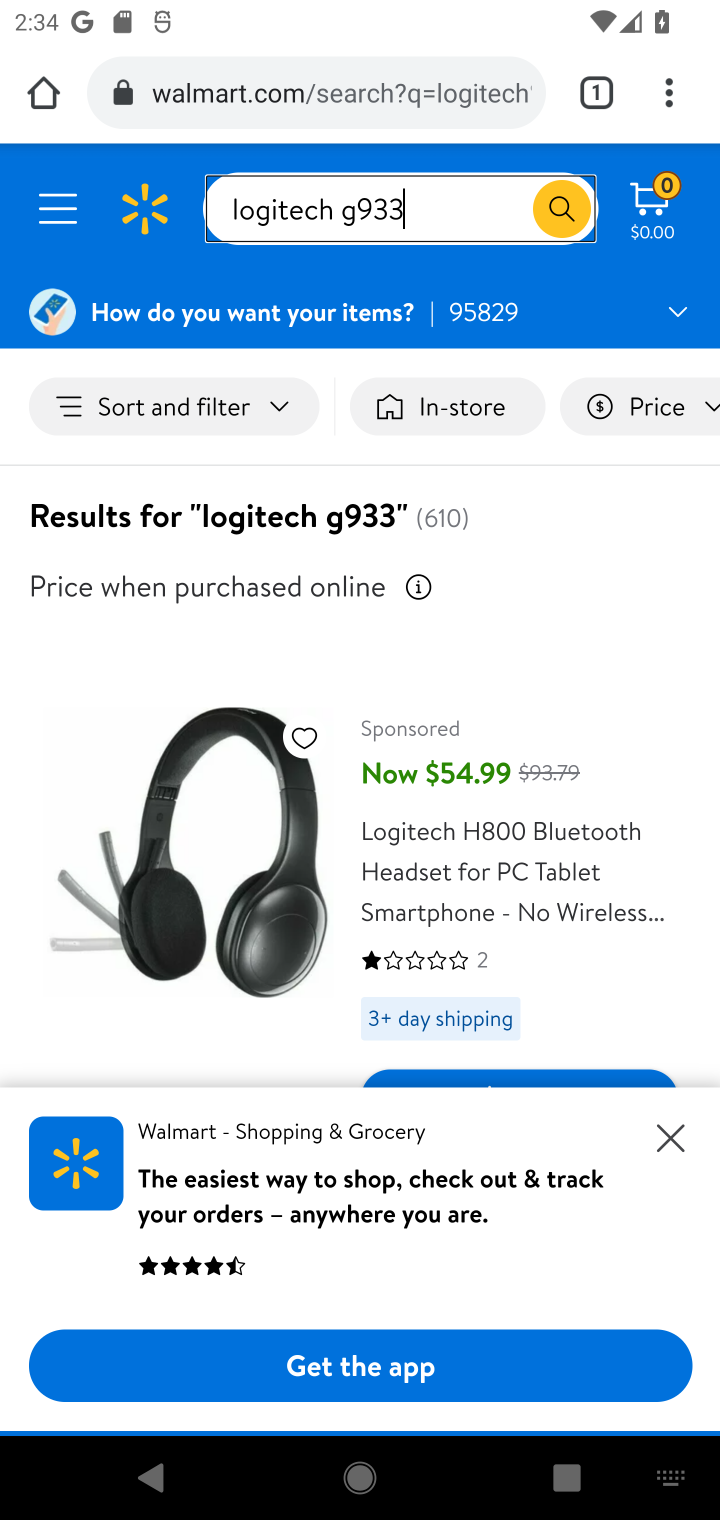 2:34
walmart.com/search?q=logitech
1
logitech g933
0
$0.00
How do you want your items? | 95829
Sort and filter
In-store
Price
Results for "logitech g933" (610)
Price when purchased online
Sponsored
Now $54.99 $93.79
Logitech H800 Bluetooth
Headset for PC Tablet
Smartphone - No Wireless...
2
3+ day shipping
Walmart - Shopping & Grocery
The easiest way to shop, check out & track
your orders – anywhere you are.
Get the app